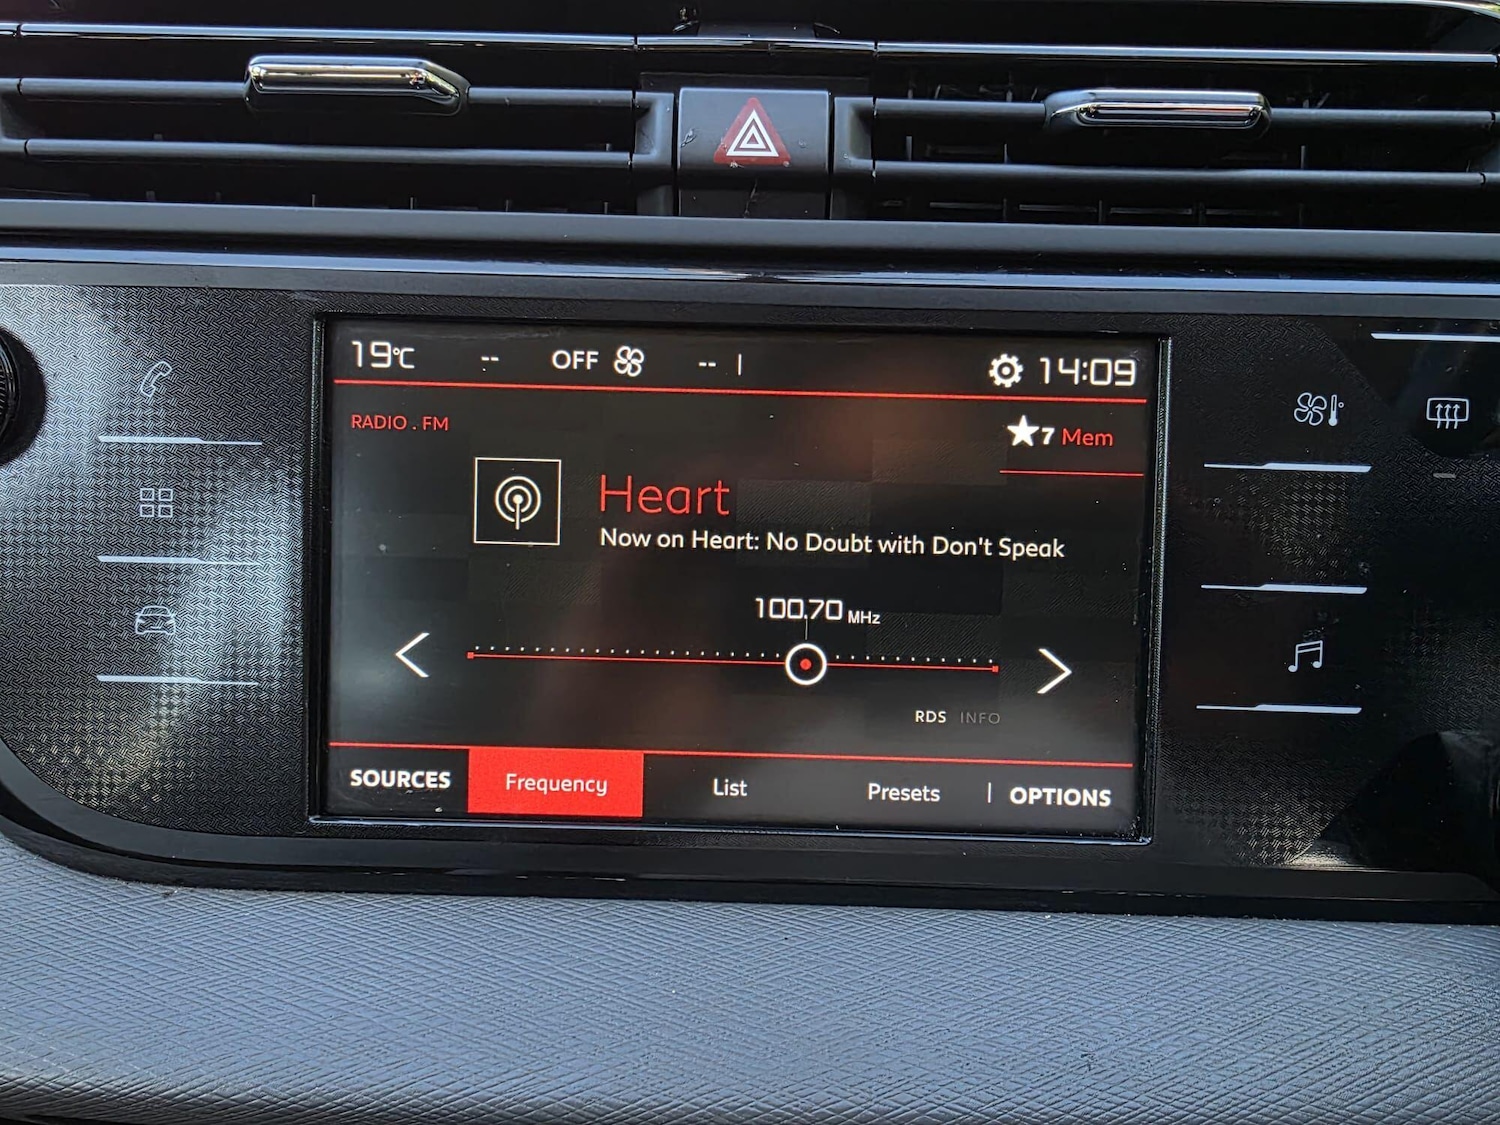 19°C -- OFF -- | 14:09
RADIO . FM
7 Mem
Heart
Now on Heart: No Doubt with Don't Speak
100.70 MHz
RDS INFO
SOURCES Frequency List Presets | OPTIONS